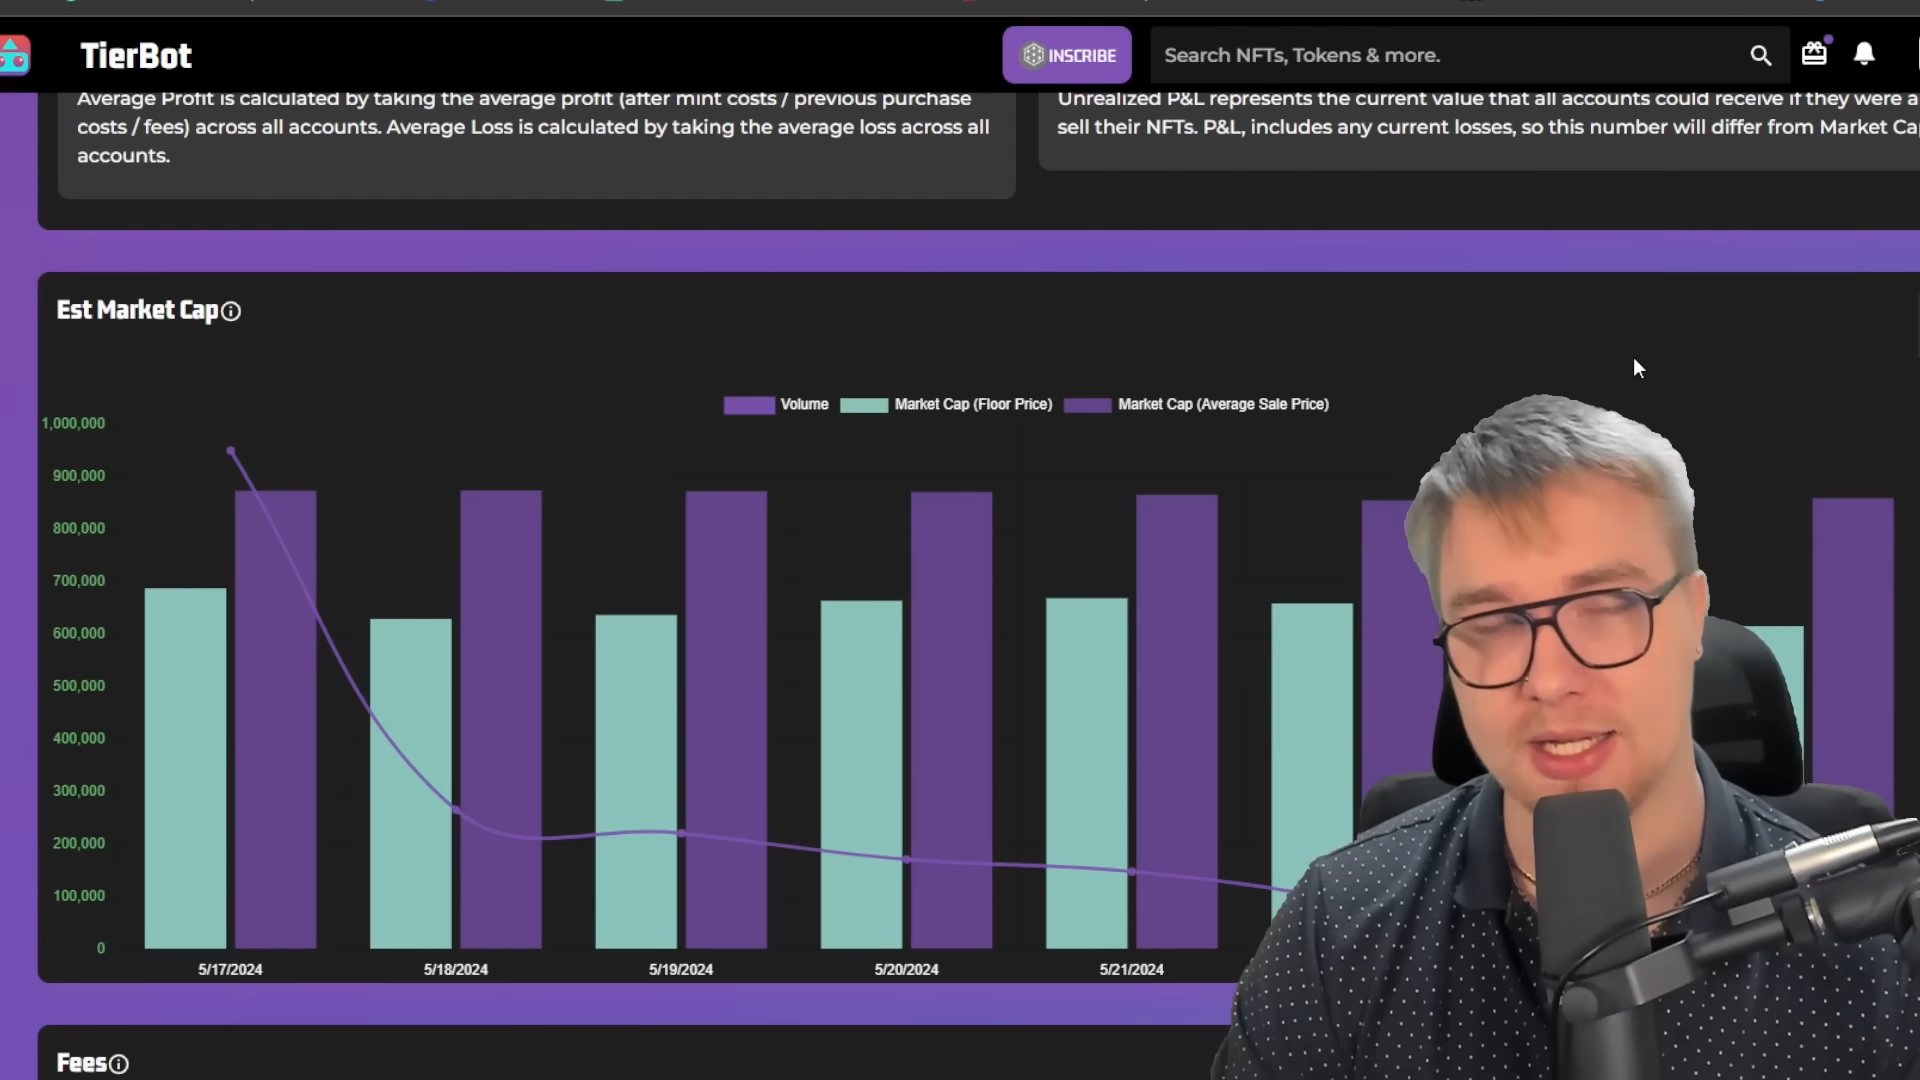 TierBot
INSCRIBE
Search NFTs, Tokens & more.
Average Profit is calculated by taking the average profit (after mint costs / previous purchase
costs / fees) across all accounts. Average Loss is calculated by taking the average loss across all
accounts.
Unrealized P&L represents the current value that all accounts could receive if they were a
sell their NFTs. P&L, includes any current losses, so this number will differ from Market Ca
Est Market Cap
Volume
Market Cap (Floor Price)
Market Cap (Average Sale Price)
1,000,000
900,000
800,000
700,000
600,000
500,000
400,000
300,000
200,000
100,000
0
5/17/2024
5/18/2024
5/19/2024
5/20/2024
5/21/2024
Fees